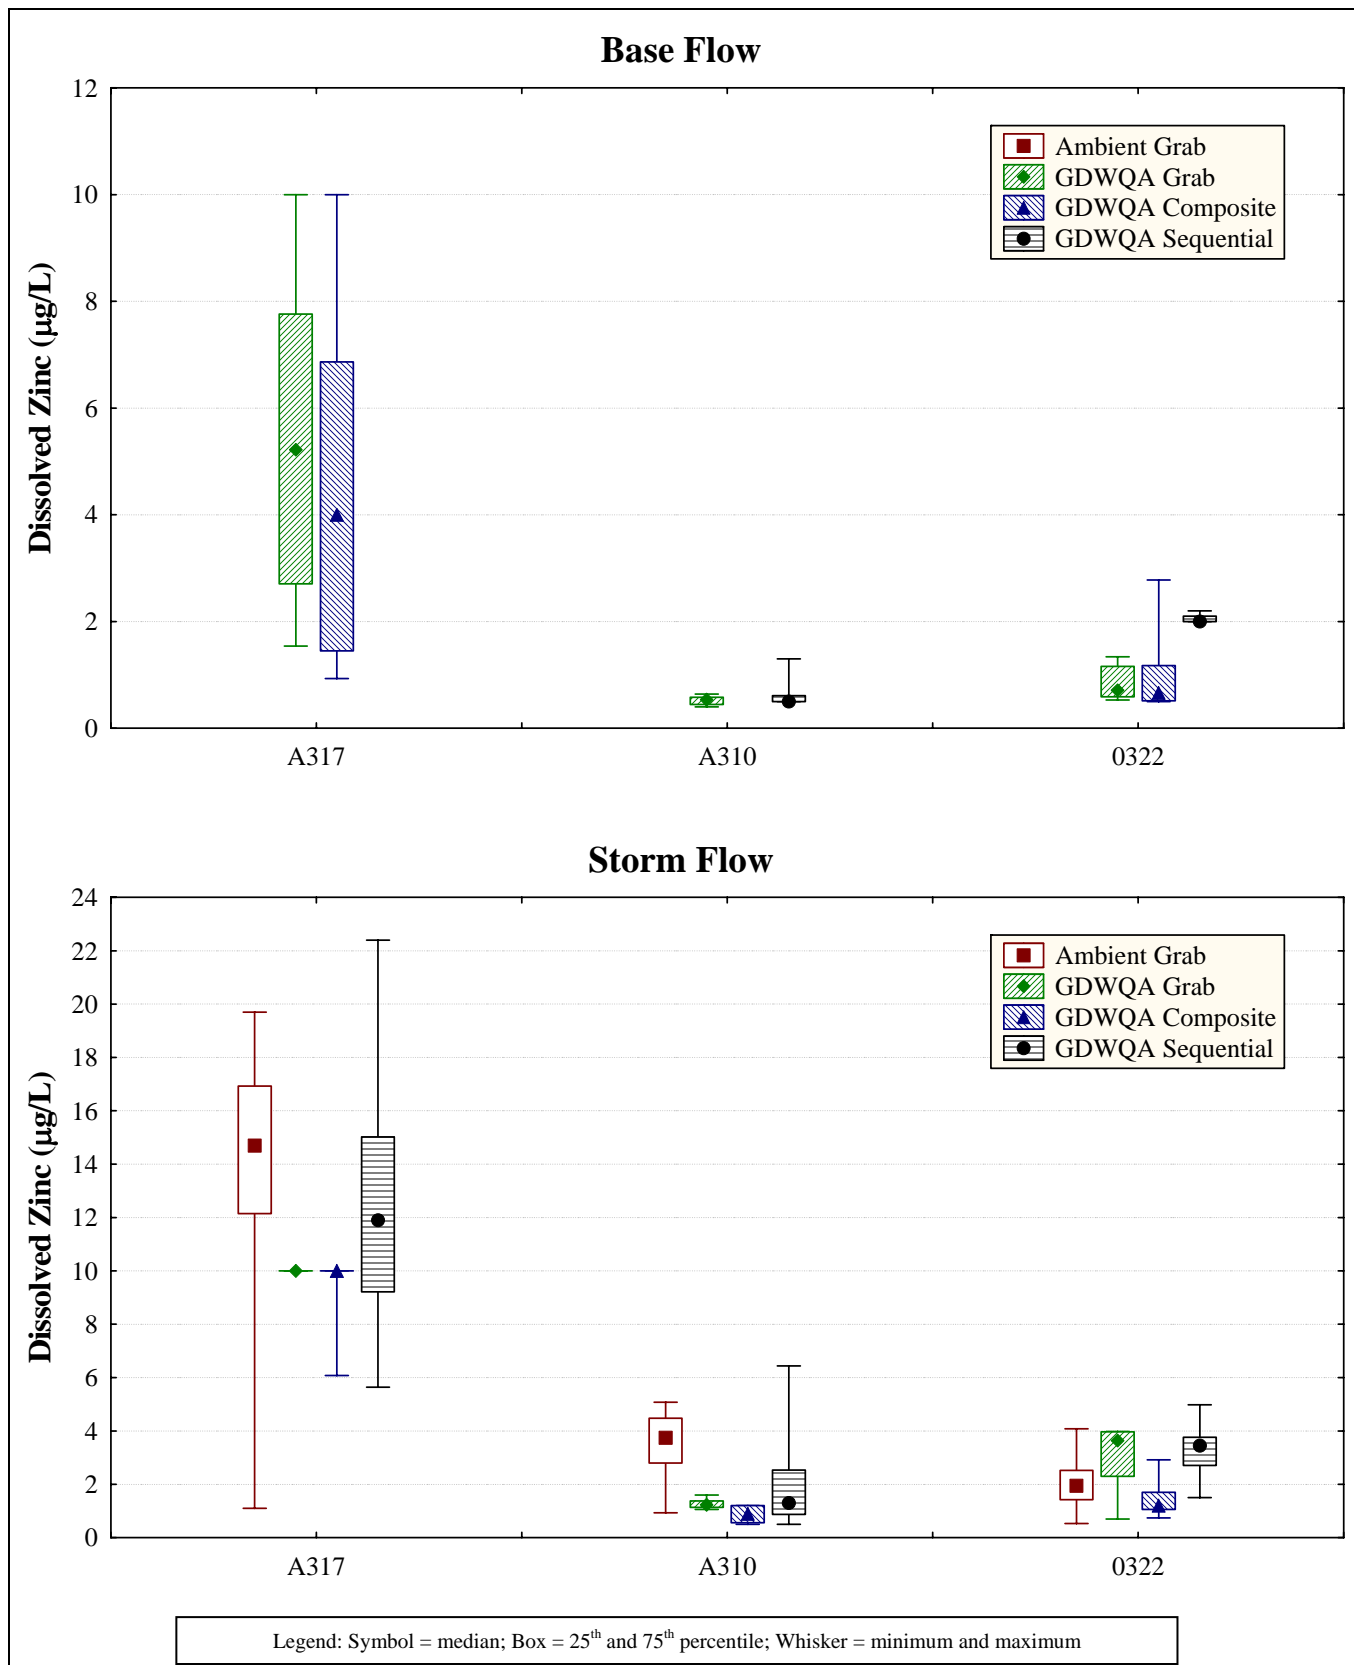 Base Flow
12
10
8
6
4
2
0
Dissolved Zinc (µg/L)
Ambient Grab
GDWQA Grab
GDWQA Composite
GDWQA Sequential
A317
A310
0322
Storm Flow
24
22
20
18
16
14
12
10
8
6
4
2
0
Dissolved Zinc (µg/L)
Ambient Grab
GDWQA Grab
GDWQA Composite
GDWQA Sequential
A317
A310
0322
Legend: Symbol = median; Box = 25th and 75th percentile; Whisker = minimum and maximum